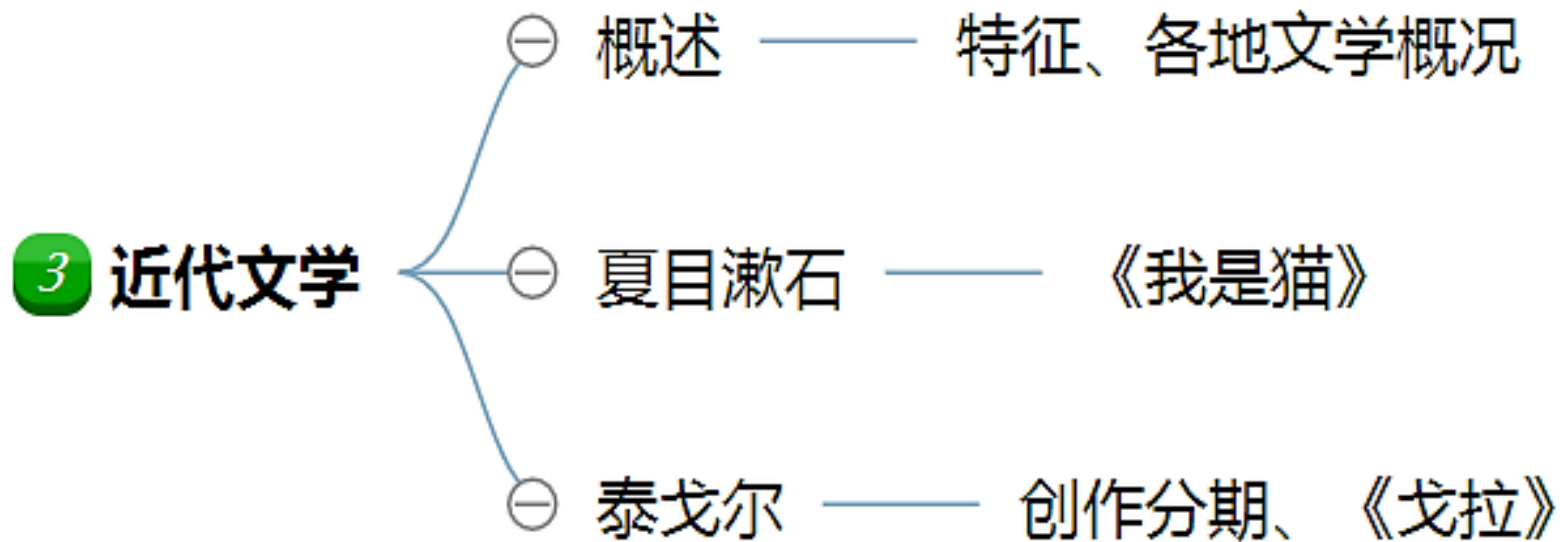 概述 特征、各地文学概况
3 近代文学 夏目漱石 《我是猫》
泰戈尔 创作分期、《戈拉》